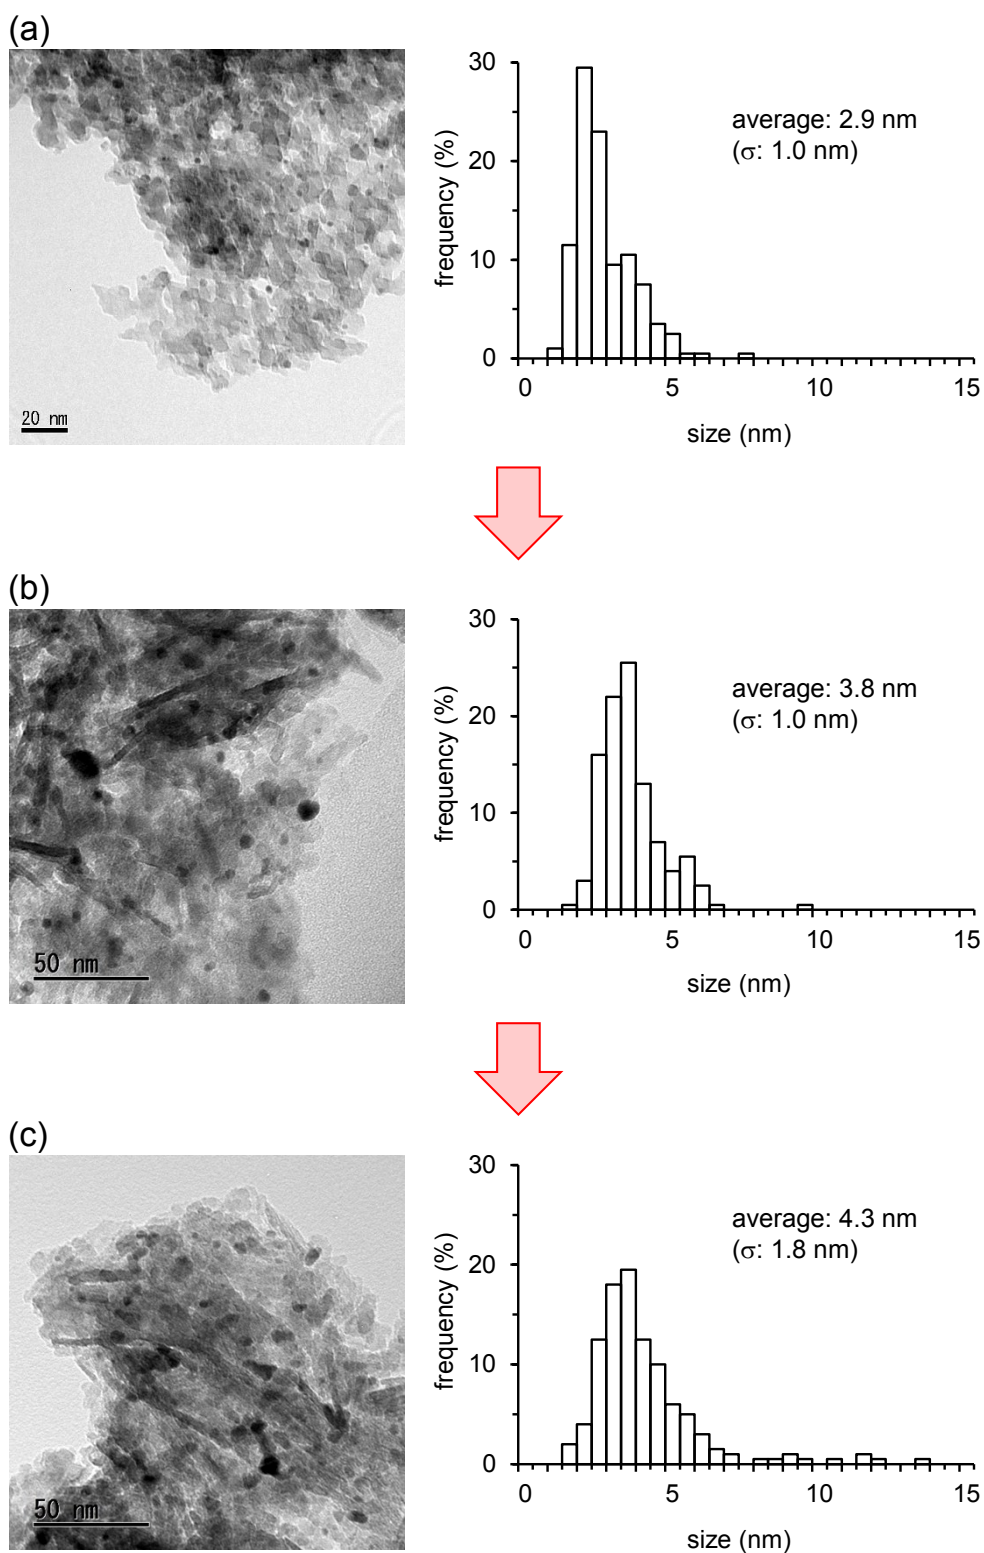 (a)
30
20
10
0
frequency (%)
average: 2.9 nm
(σ: 1.0 nm)
0 5 10 15
size (nm)
20 nm
(b)
30
20
10
0
frequency (%)
average: 3.8 nm
(σ: 1.0 nm)
0 5 10 15
size (nm)
50 nm
(c)
30
20
10
0
frequency (%)
average: 4.3 nm
(σ: 1.8 nm)
0 5 10 15
size (nm)
50 nm